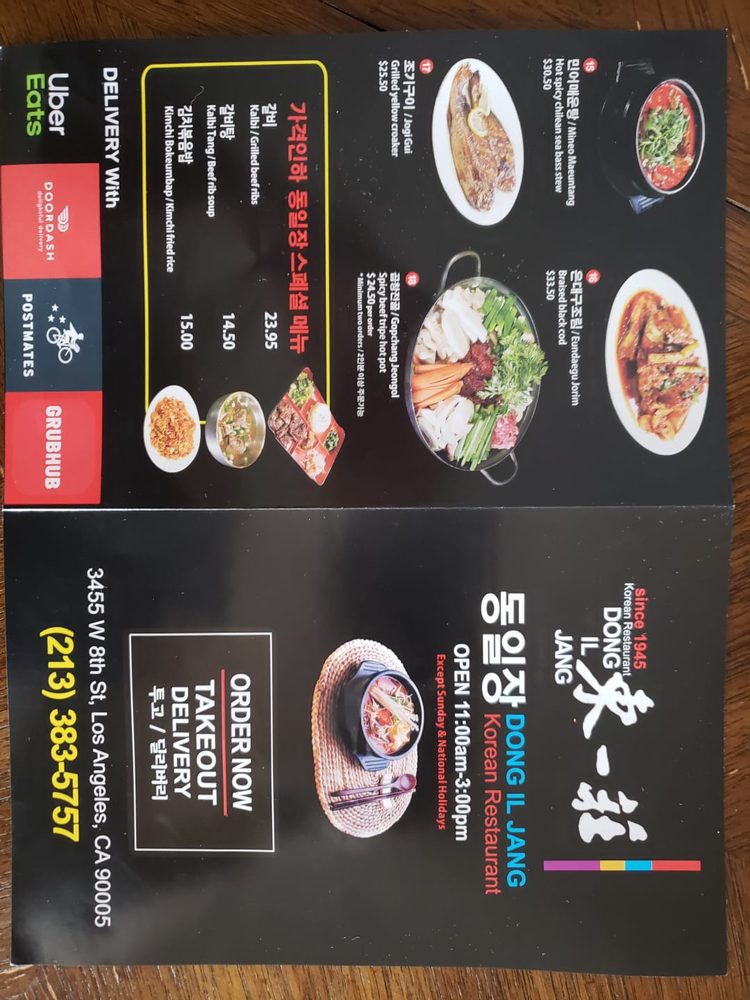 15
민어매운탕 / Mineo Maeuntang
Hot spicy chilean sea bass stew
$30.50
16
은대구조림 / Eundaegu Jorim
Braised black cod
$33.50
17
조기구이 / Jogi Gui
Grilled yellow croaker
$25.50
18
곱창전골 / Gopchang Jeongol
Spicy beef tripe hot pot
$24.50 per order
* Minimum two orders / 2인분 이상 주문가능
가격인하 동일장 스폐셜 메뉴
갈비 23.95
Kalbi / Grilled beef ribs
갈비탕 14.50
Kalbi Tang / Beef rib soup
김치볶음밥 15.00
Kimchi Bokeumbap / Kimchi fried rice
DELIVERY With
Uber
Eats
DOORDASH
delightful delivery
POSTMATES
GRUBHUB
since 1945
Korean Restaurant
DONG
IL
JANG
東一莊
동일장 DONG IL JANG
Korean Restaurant
OPEN 11:00am-3:00pm
Except Sunday & National Holidays
ORDER NOW
TAKEOUT
DELIVERY
투고 / 딜리버리
3455 W 8th St, Los Angeles, CA 90005
(213) 383-5757